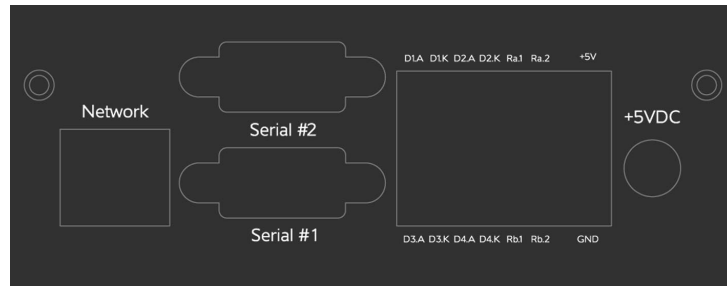 D1.A D1.K D2.A D2.K Ra.1 Ra.2 +5V
Network
+5VDC
Serial #2
Serial #1
D3.A D3.K D4.A D4.K Rb.1 Rb.2 GND